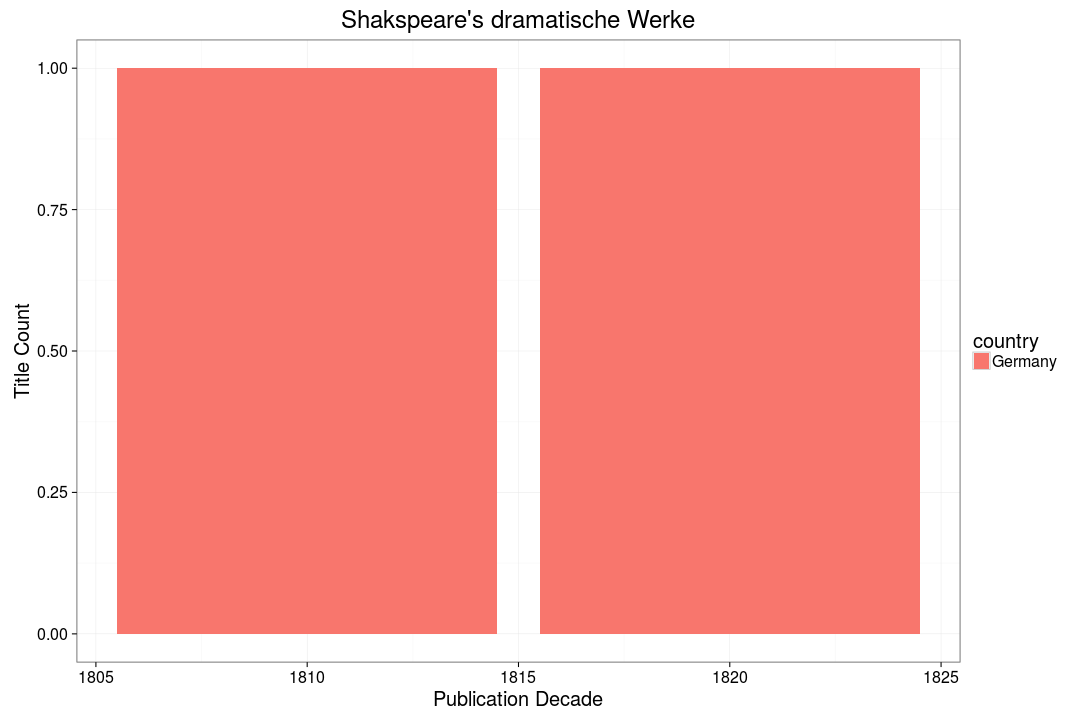 Shakspeare's dramatische Werke
Title Count
1.00
0.75
0.50
0.25
0.00
1805
1810
1815
1820
1825
Publication Decade
country
Germany